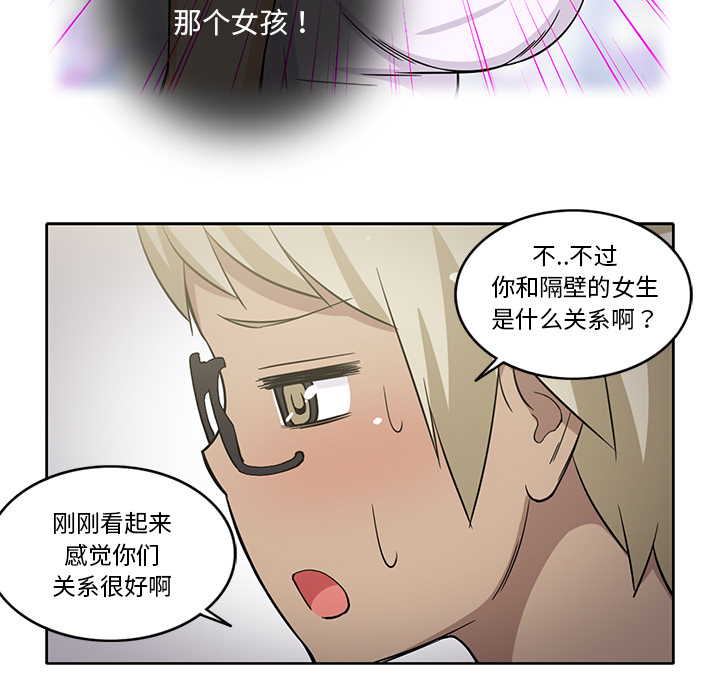 那个女孩！
不..不过
你和隔壁的女生
是什么关系啊？
刚刚看起来
感觉你们
关系很好啊